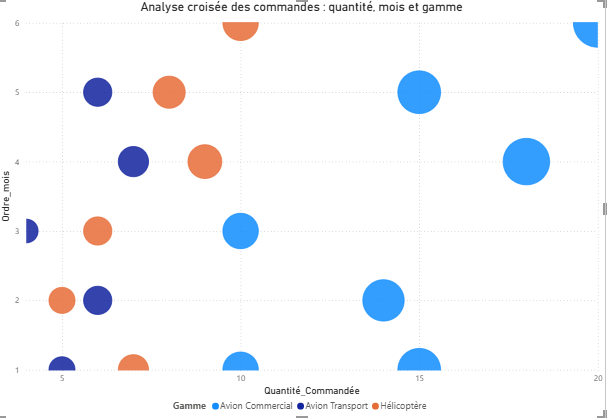 Analyse croisée des commandes : quantité, mois et gamme
6
5
4
3
2
1
Ordre_mois
5 10 15 20
Quantité_Commandée
Gamme Avion Commercial Avion Transport Hélicoptère